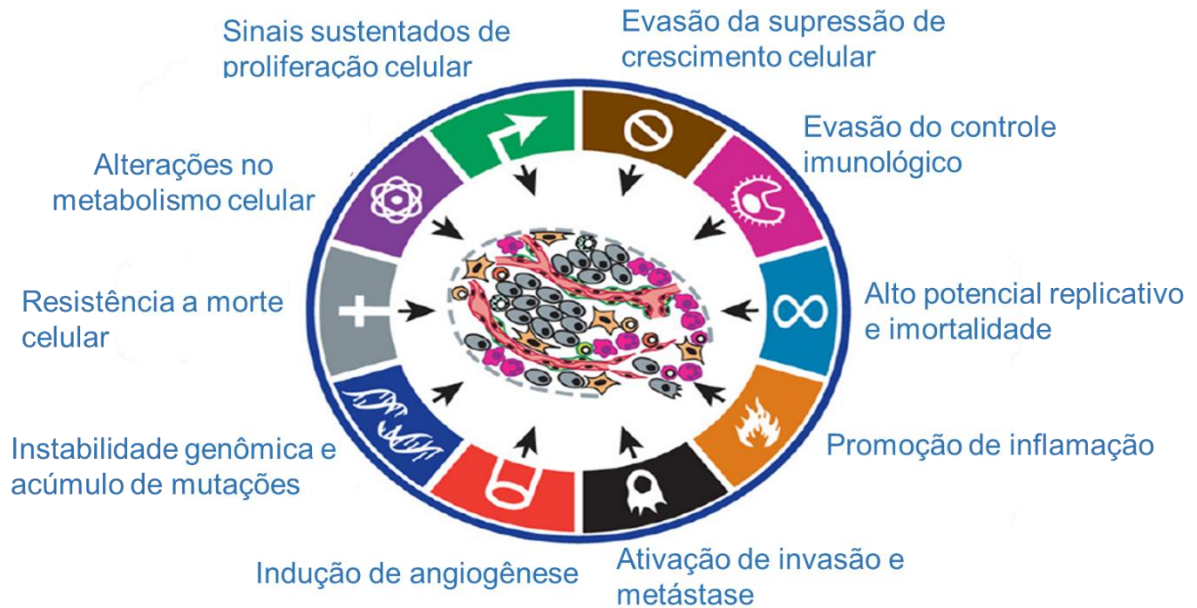 Sinais sustentados de
proliferação celular
Evasão da supressão de
crescimento celular
Evasão do controle
imunológico
Alterações no
metabolismo celular
Resistência a morte
celular
Alto potencial replicativo
e imortalidade
Instabilidade genômica e
acúmulo de mutações
Promoção de inflamação
Indução de angiogênese
Ativação de invasão e
metástase